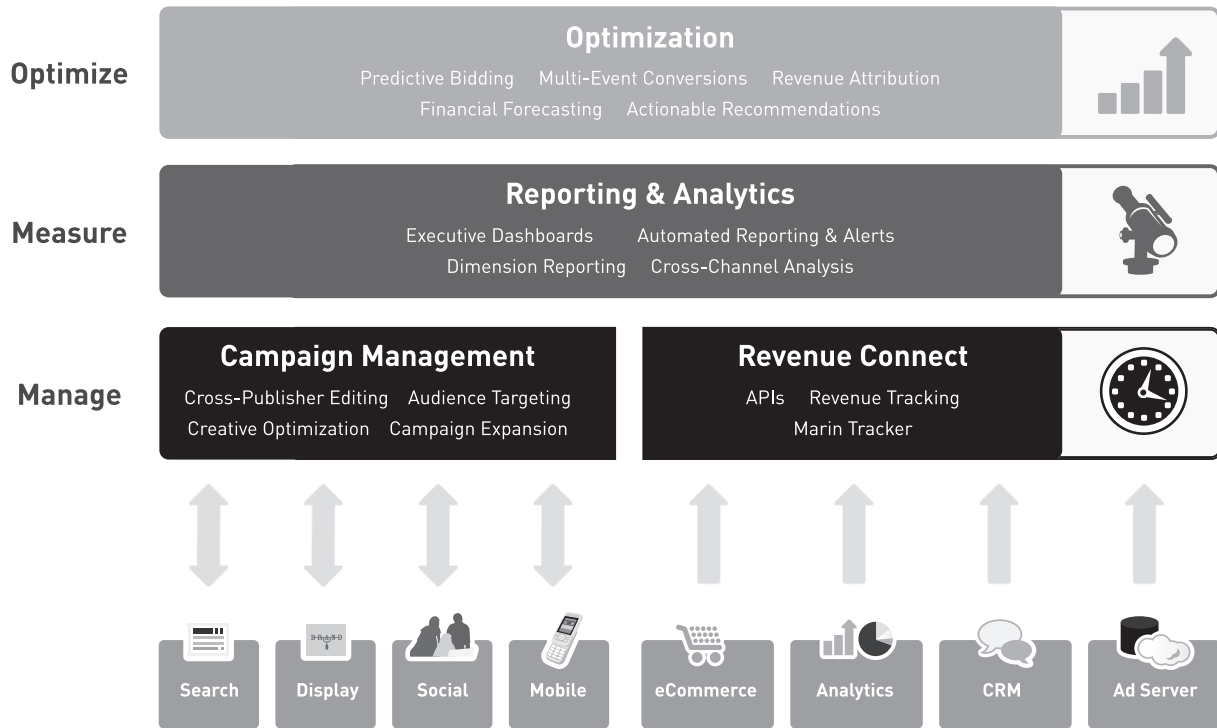 Optimize
Optimization
Predictive Bidding Multi-Event Conversions Revenue Attribution
Financial Forecasting Actionable Recommendations
Measure
Reporting & Analytics
Executive Dashboards Automated Reporting & Alerts
Dimension Reporting Cross-Channel Analysis
Manage
Campaign Management
Cross-Publisher Editing Audience Targeting
Creative Optimization Campaign Expansion
Revenue Connect
APIs Revenue Tracking
Marin Tracker
B-R-A-N-D
Search
Display
Social
Mobile
eCommerce
Analytics
CRM
Ad Server